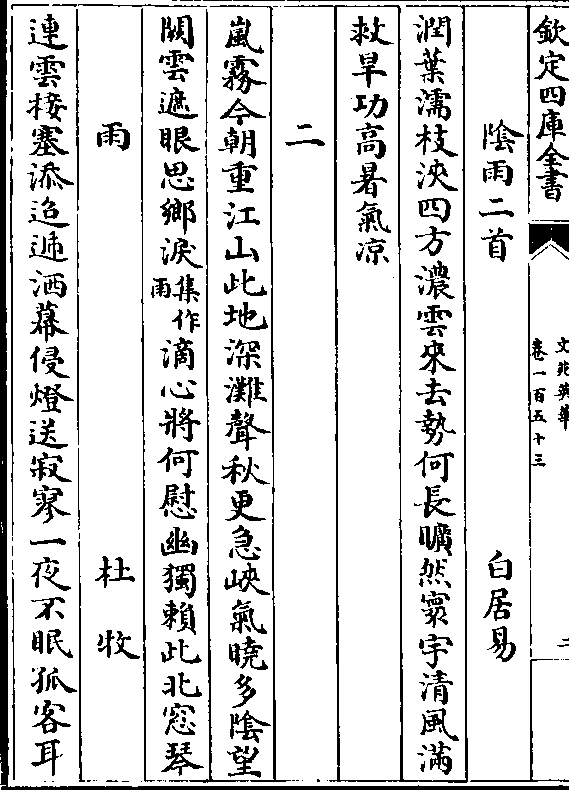 欽定四庫全書
文苑英華
卷一百五十三
二
隂雨二首 白居易
潤葉濡枝浹四方濃雲來去勢何長曠然寰宇清風滿
救旱功高暑氣凉
二
嵐霧今朝重江山此地深灘聲秋更急峽氣曉多隂望
闕雲遮眼思鄉淚集作雨滴心將何慰幽獨賴此北窓琴
雨 杜牧
連雲接塞添迢遞洒幕侵燈送寂寥一夜不眠孤客耳